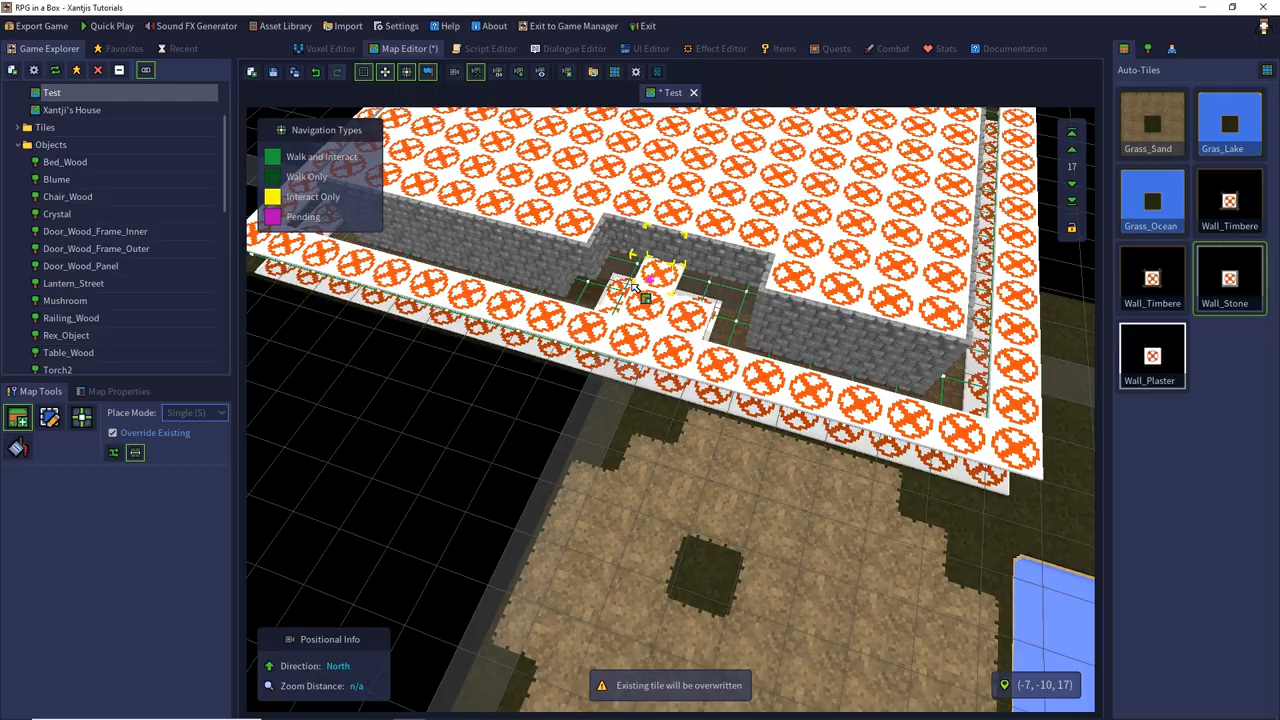 RPG in a Box — Xantjis Tutorials
Export Game Quick Play Sound FX Generator Asset Library Import Settings Help About Exit to Game Manager Exit
Game Explorer Favorites Recent
Voxel Editor Map Editor (*) Script Editor Dialogue Editor UI Editor Effect Editor Items Quests Combat Stats Documentation
* Test
Test
Xantji's House
Tiles
Objects
Bed_Wood
Blume
Chair_Wood
Crystal
Door_Wood_Frame_Inner
Door_Wood_Frame_Outer
Door_Wood_Panel
Lantern_Street
Mushroom
Railing_Wood
Rex_Object
Table_Wood
Torch2
Map Tools Map Properties
Place Mode: Single (S)
Override Existing
Navigation Types
Walk and Interact
Walk Only
Interact Only
Pending
17
Positional Info
Direction: North
Zoom Distance: n/a
Existing tile will be overwritten
(-7, -10, 17)
Auto-Tiles
Grass_Sand Gras_Lake
Grass_Ocean Wall_Timbere
Wall_Timbere Wall_Stone
Wall_Plaster